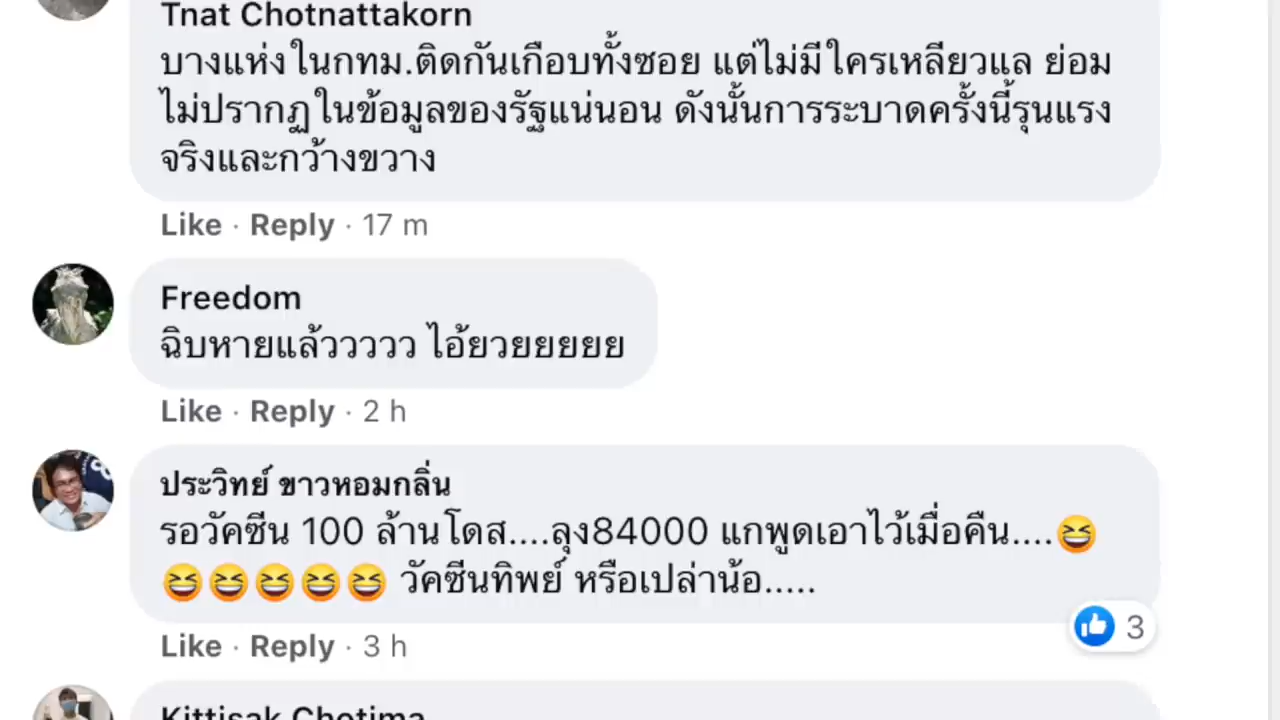 Tnat Chotnattakorn
บางแห่งในกทม.ติดกันเกือบทั้งซอย แต่ไม่มีใครเหลียวแล ย่อม
ไม่ปรากฏในข้อมูลของรัฐแน่นอน ดังนั้นการระบาดครั้งนี้รุนแรง
จริงและกว้างขวาง
Like · Reply · 17 m
Freedom
ฉิบหายแล้ววววว ไอ้ยวยยยยย
Like · Reply · 2 h
ประวิทย์ ขาวหอมกลิ่น
รอวัคซีน 100 ล้านโดส....ลุง84000 แกพูดเอาไว้เมื่อคืน....😆
😆😆😆😆😆 วัคซีนทิพย์ หรือเปล่าน้อ.....
3
Like · Reply · 3 h
Kittisak Chotima